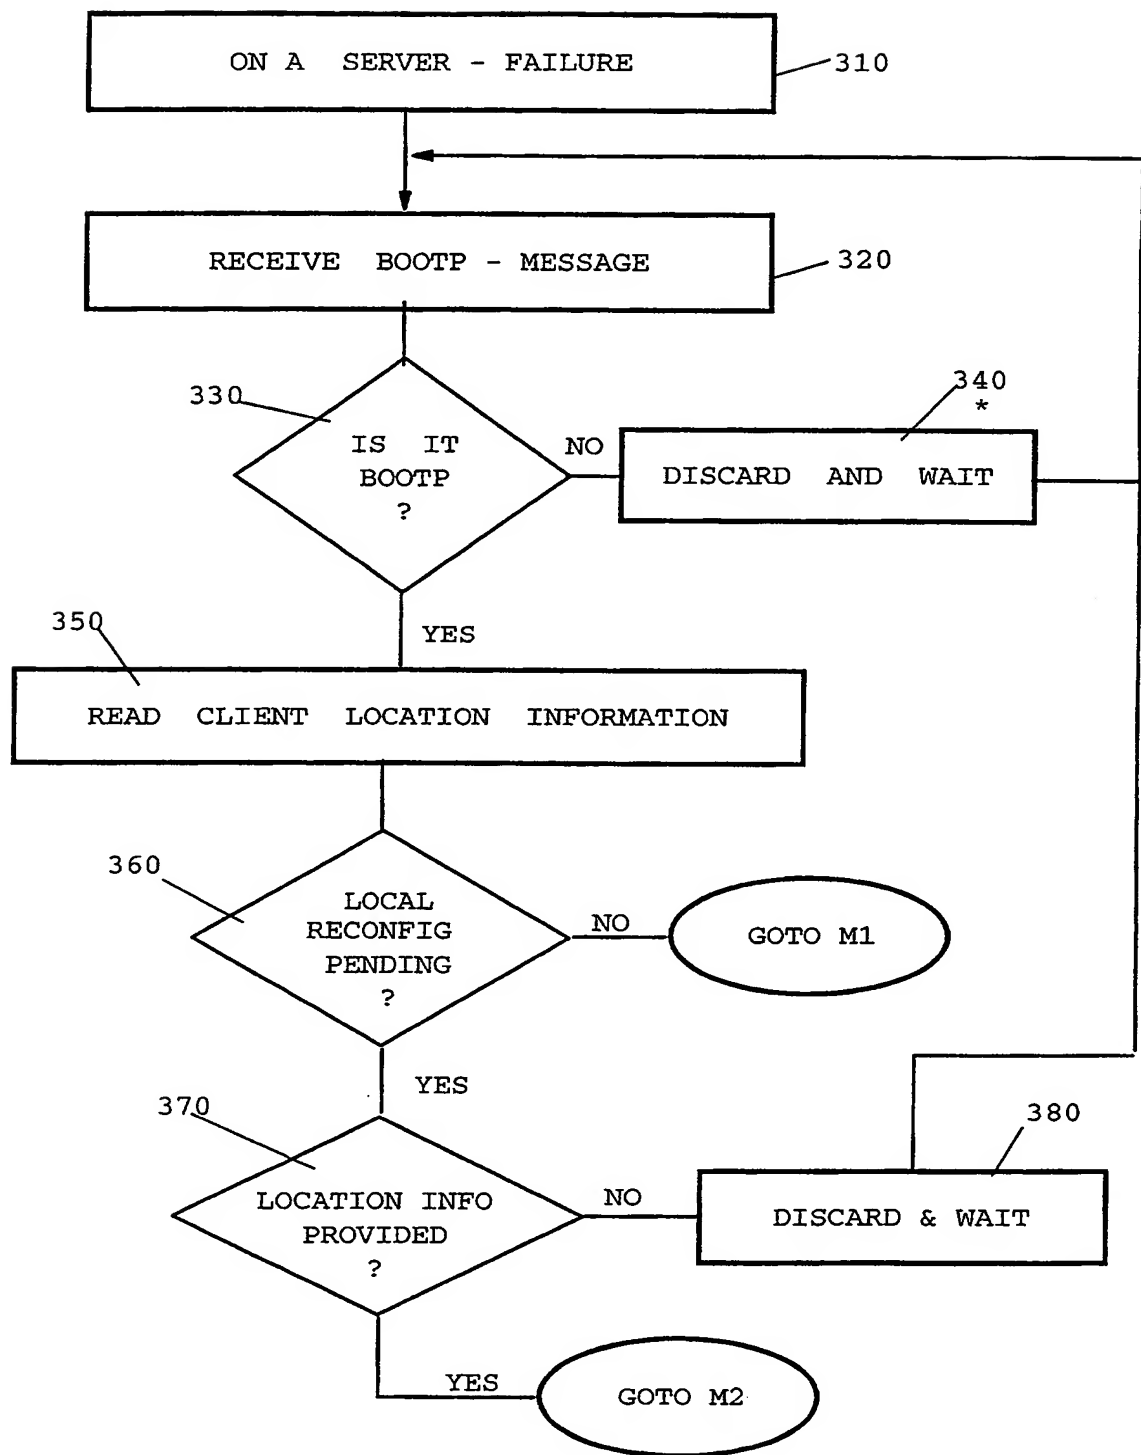 ON A SERVER - FAILURE
310
RECEIVE BOOTP - MESSAGE
320
330
IS IT
BOOTP
?
NO
340
*
DISCARD AND WAIT
YES
350
READ CLIENT LOCATION INFORMATION
360
LOCAL
RECONFIG
PENDING
?
NO
GOTO M1
YES
370
LOCATION INFO
PROVIDED
?
NO
380
DISCARD & WAIT
YES
GOTO M2